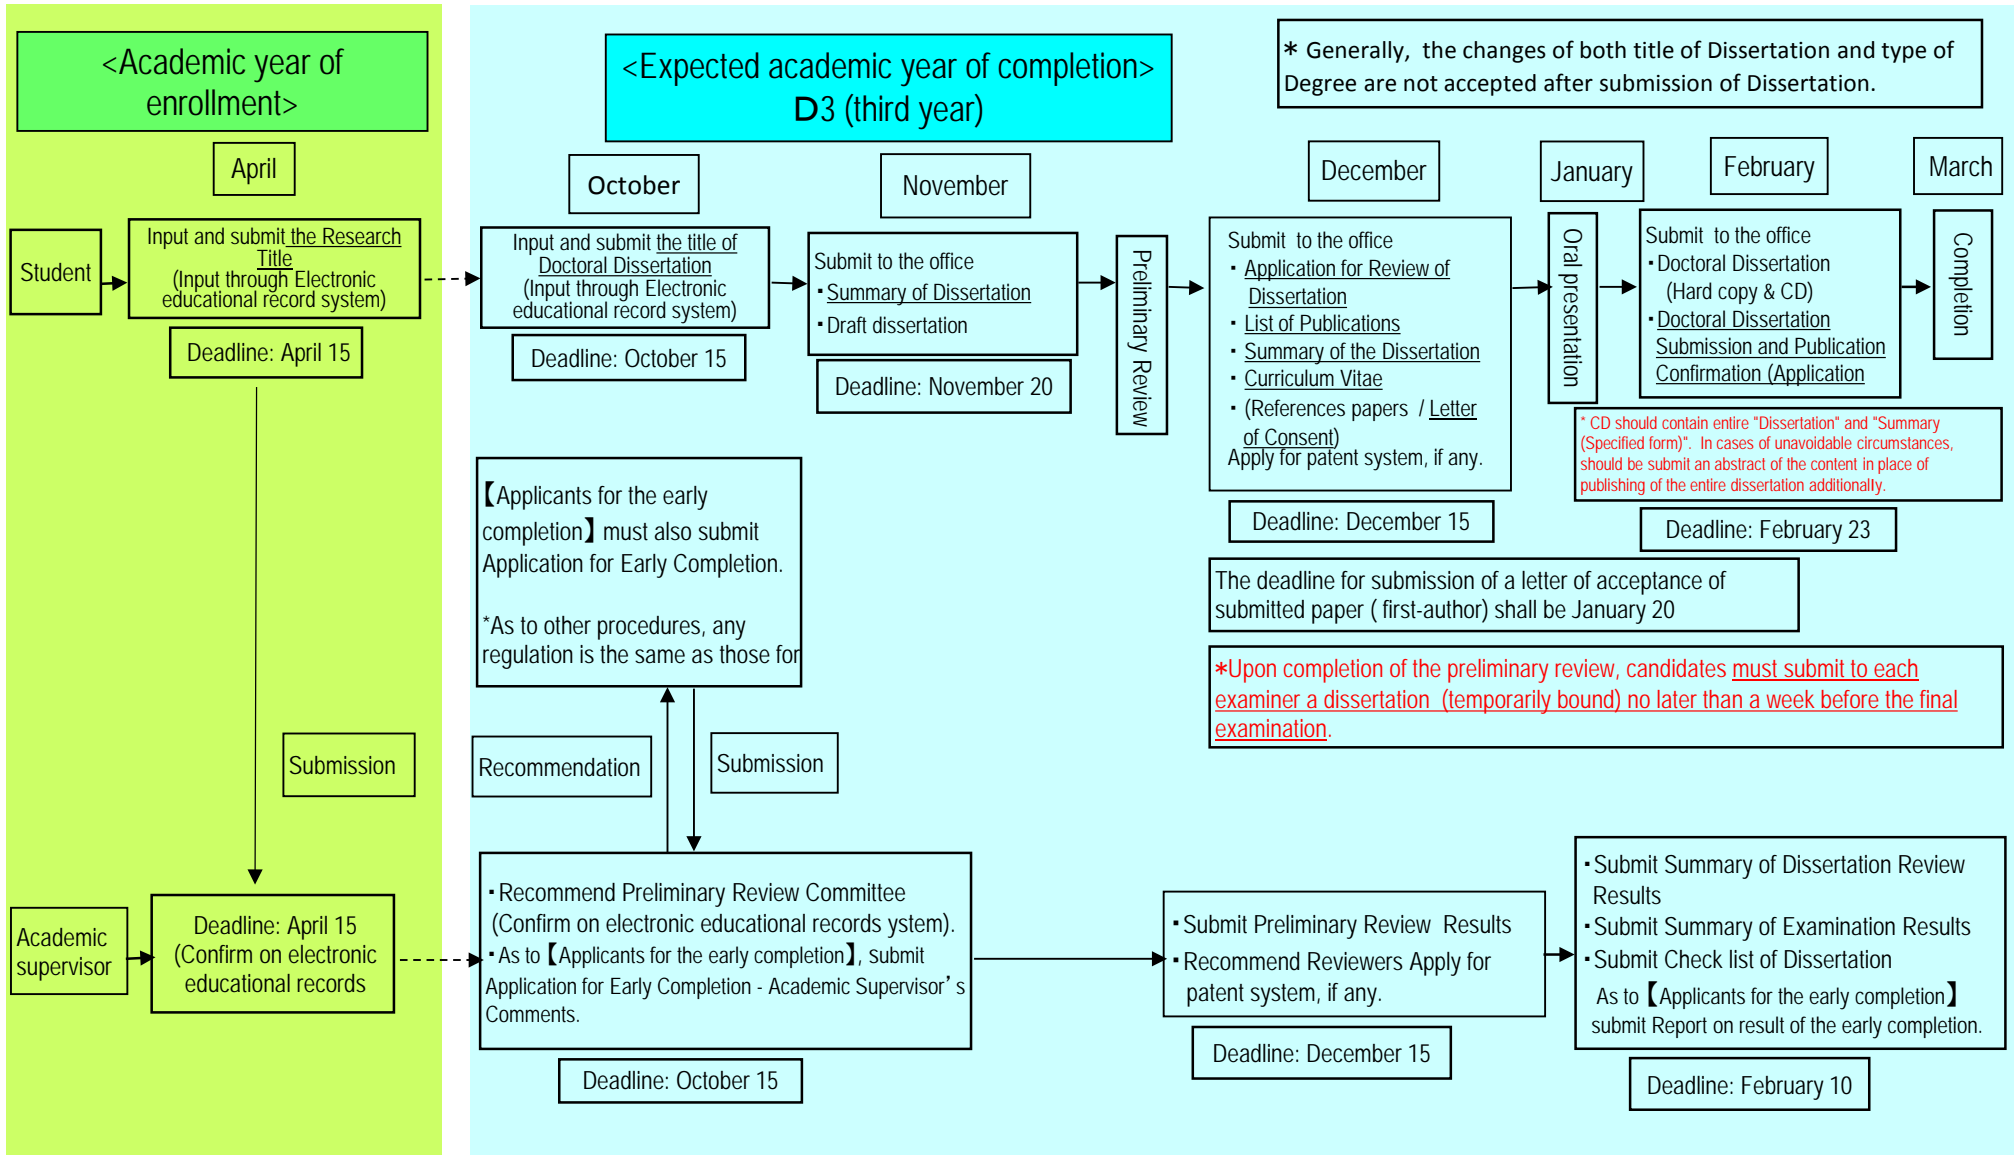 <Academic year of
enrollment>
<Expected academic year of completion>
D3 (third year)
* Generally, the changes of both title of Dissertation and type of
Degree are not accepted after submission of Dissertation.
April
October
November
December
January
February
March
Student
Input and submit the Research
Title
(Input through Electronic
educational record system)
Deadline: April 15
Input and submit the title of
Doctoral Dissertation
(Input through Electronic
educational record system)
Deadline: October 15
Submit to the office
・Summary of Dissertation
・Draft dissertation
Deadline: November 20
Preliminary Review
Submit to the office
・Application for Review of
Dissertation
・List of Publications
・Summary of the Dissertation
・Curriculum Vitae
・(References papers / Letter
of Consent)
Apply for patent system, if any.
Deadline: December 15
Oral presentation
Submit to the office
・Doctoral Dissertation
(Hard copy & CD)
・Doctoral Dissertation
Submission and Publication
Confirmation (Application
Completion
* CD should contain entire "Dissertation" and "Summary
(Specified form)". In cases of unavoidable circumstances,
should be submit an abstract of the content in place of
publishing of the entire dissertation additionally.
Deadline: February 23
【Applicants for the early
completion】 must also submit
Application for Early Completion.
*As to other procedures, any
regulation is the same as those for
The deadline for submission of a letter of acceptance of
submitted paper ( first-author) shall be January 20
*Upon completion of the preliminary review, candidates must submit to each
examiner a dissertation (temporarily bound) no later than a week before the final
examination.
Submission
Recommendation
Submission
Academic
supervisor
Deadline: April 15
(Confirm on electronic
educational records
・Recommend Preliminary Review Committee
(Confirm on electronic educational records ystem).
・As to【Applicants for the early completion】, submit
Application for Early Completion - Academic Supervisor's
Comments.
Deadline: October 15
・Submit Preliminary Review Results
・Recommend Reviewers Apply for
patent system, if any.
Deadline: December 15
・Submit Summary of Dissertation Review
Results
・Submit Summary of Examination Results
・Submit Check list of Dissertation
As to【Applicants for the early completion】
submit Report on result of the early completion.
Deadline: February 10